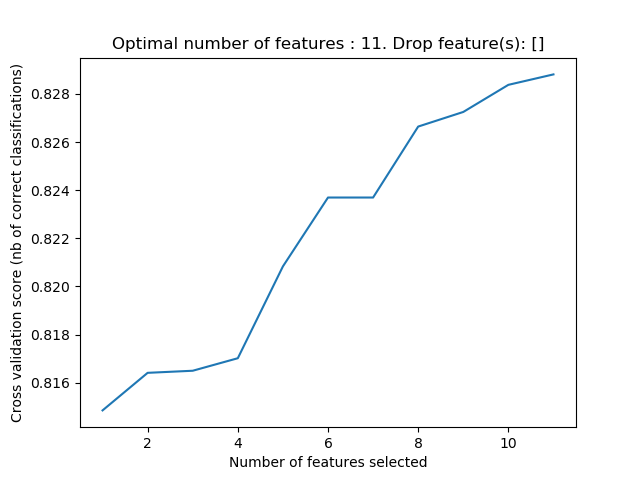 Optimal number of features : 11. Drop feature(s): []
Cross validation score (nb of correct classifications)
0.828
0.826
0.824
0.822
0.820
0.818
0.816
2 4 6 8 10
Number of features selected